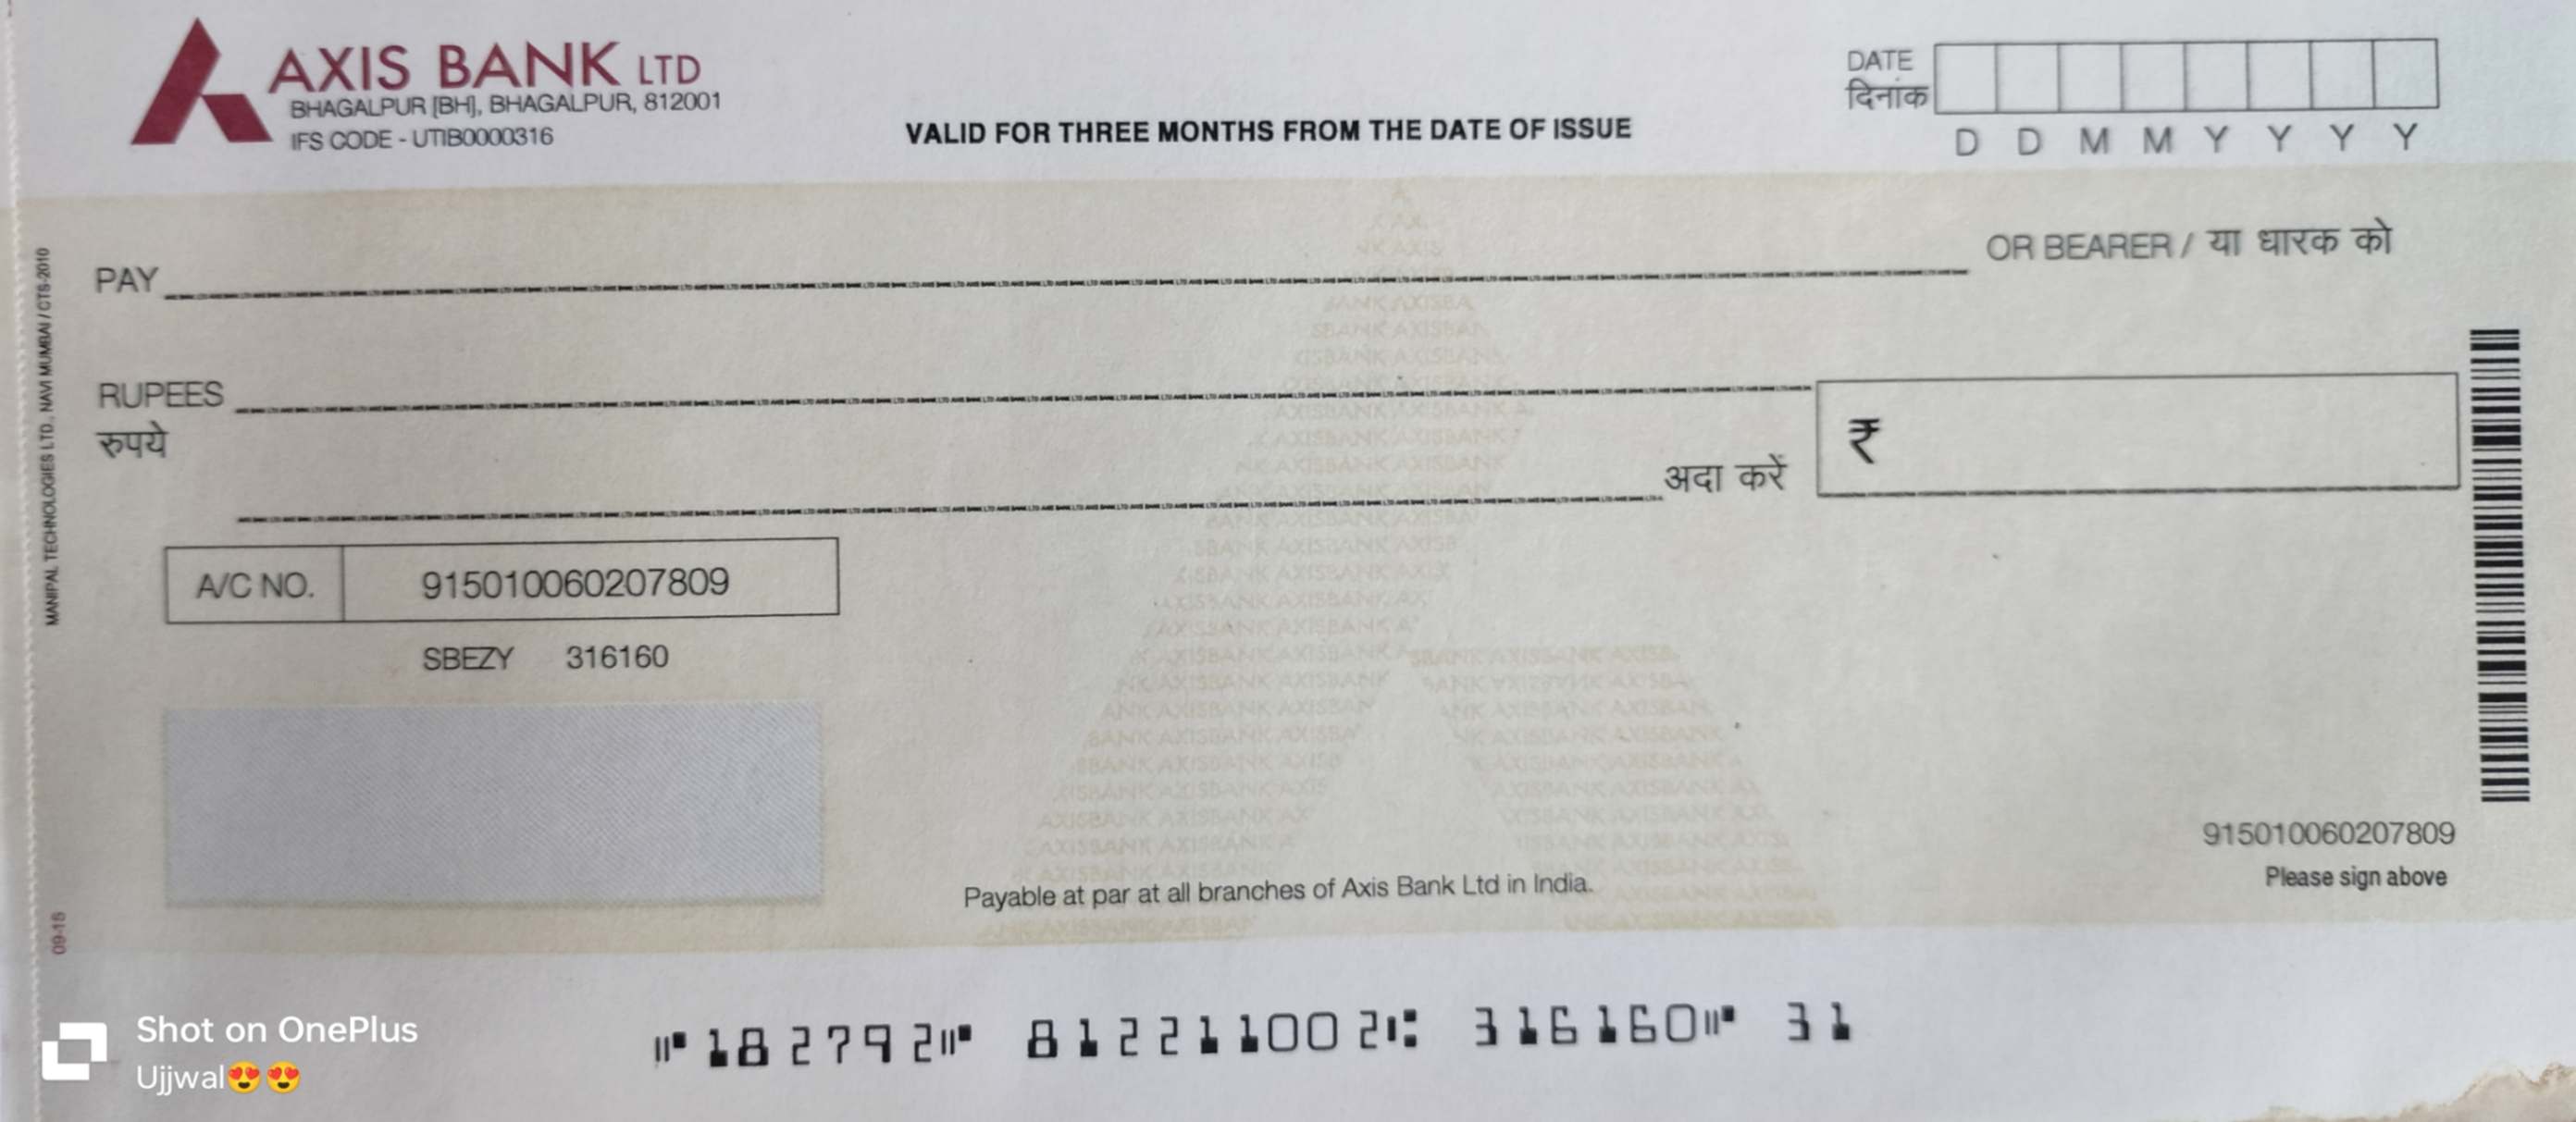 AXIS BANK LTD
BHAGALPUR [BH], BHAGALPUR, 812001
IFS CODE - UTIB0000316
VALID FOR THREE MONTHS FROM THE DATE OF ISSUE
DATE
दिनांक
D D M M Y Y Y Y
PAY
OR BEARER / या धारक को
RUPEES
रुपये
अदा करें
₹
A/C NO. 915010060207809
SBEZY 316160
MANIPAL TECHNOLOGIES LTD., NAVI MUMBAI / CTS-2010
915010060207809
Please sign above
Payable at par at all branches of Axis Bank Ltd in India.
⑈182792⑈ 812211002⑆ 316160⑈ 31
Shot on OnePlus
Ujjwal😍😍